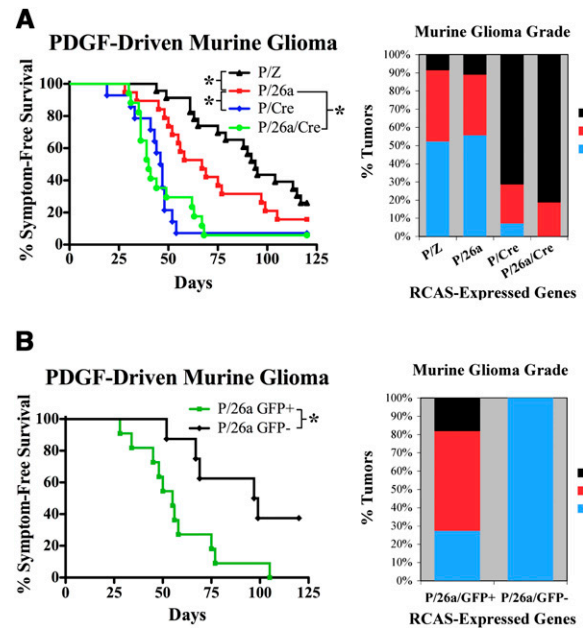 A
PDGF-Driven Murine Glioma
% Symptom-Free Survival
100
80
60
40
20
0
0 25 50 75 100 125
Days
* P/Z
* P/26a
P/Cre
P/26a/Cre
*
Murine Glioma Grade
% Tumors
100%
90%
80%
70%
60%
50%
40%
30%
20%
10%
0%
P/Z P/26a P/Cre P/26a/Cre
RCAS-Expressed Genes
B
PDGF-Driven Murine Glioma
% Symptom-Free Survival
100
80
60
40
20
0
0 25 50 75 100 125
Days
P/26a GFP+
P/26a GFP-
*
Murine Glioma Grade
% Tumors
100%
90%
80%
70%
60%
50%
40%
30%
20%
10%
0%
P/26a/GFP+ P/26a/GFP-
RCAS-Expressed Genes